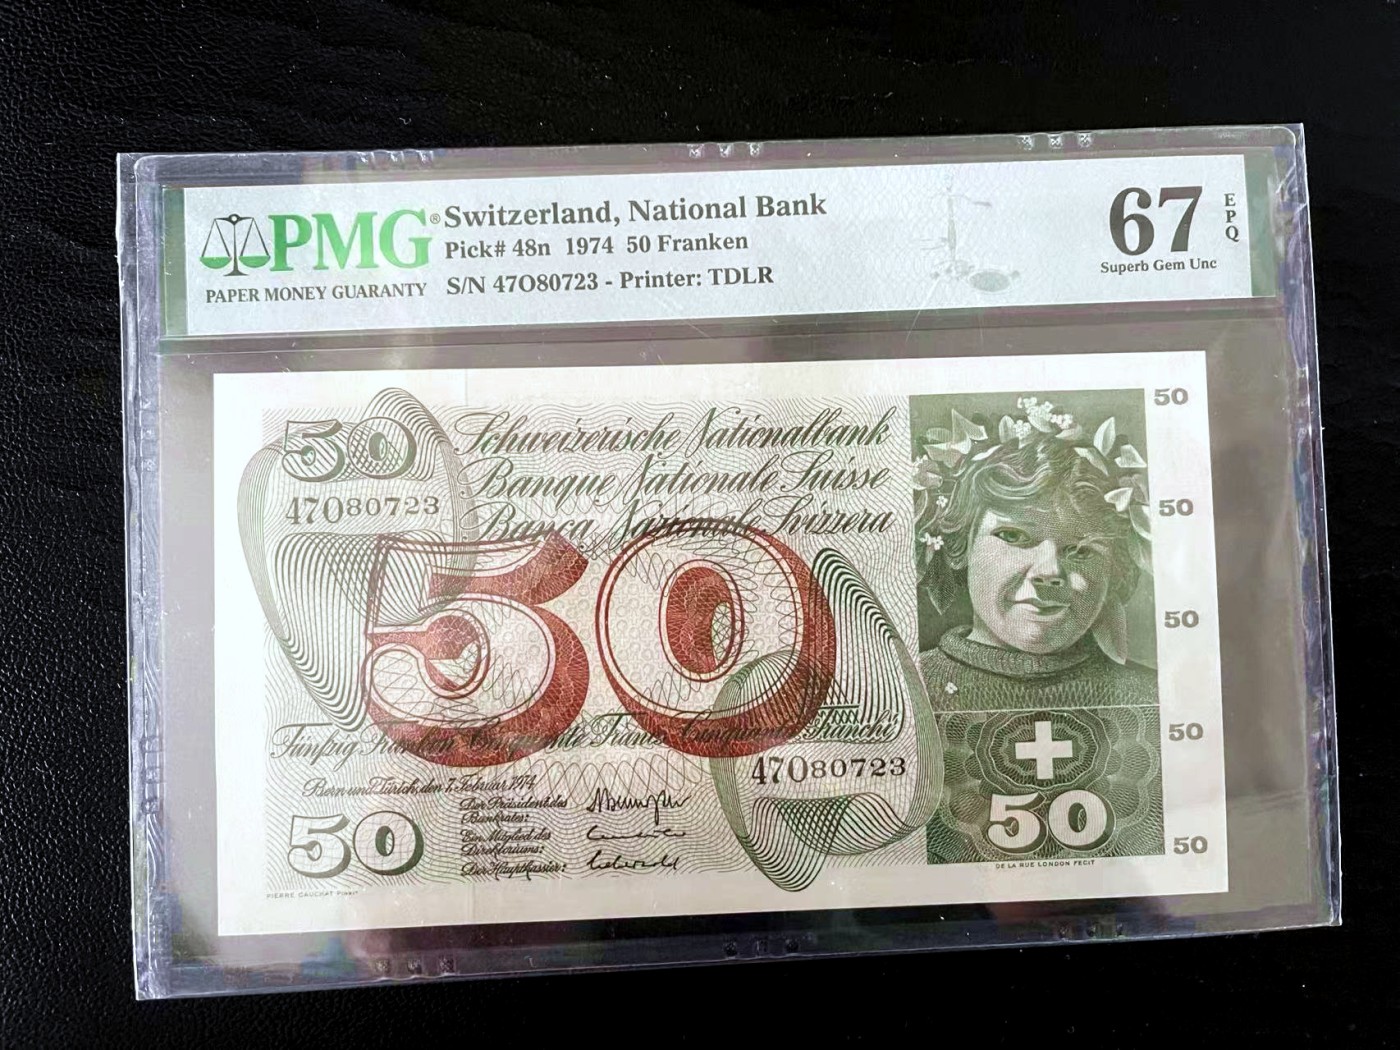 PMG®
PAPER MONEY GUARANTY
Switzerland, National Bank
Pick# 48n 1974 50 Franken
S/N 47O80723 - Printer: TDLR
67
EPQ
Superb Gem Unc
50
47O80723
Schweizerische Nationalbank
Banque Nationale Suisse
Banca Nazionale Svizzera
50
Fünfzig Franken Cinquante Francs Cinquanta Franchi
47O80723
Bern und Zürich, den 7. Februar 1974
Der Präsident des
Bankrates:
Ein Mitglied des
Direktoriums:
Der Hauptkassier:
50
PIERRE GAUCHAT PINXIT
50
50
50
50
50
50
DE LA RUE LONDON FECIT